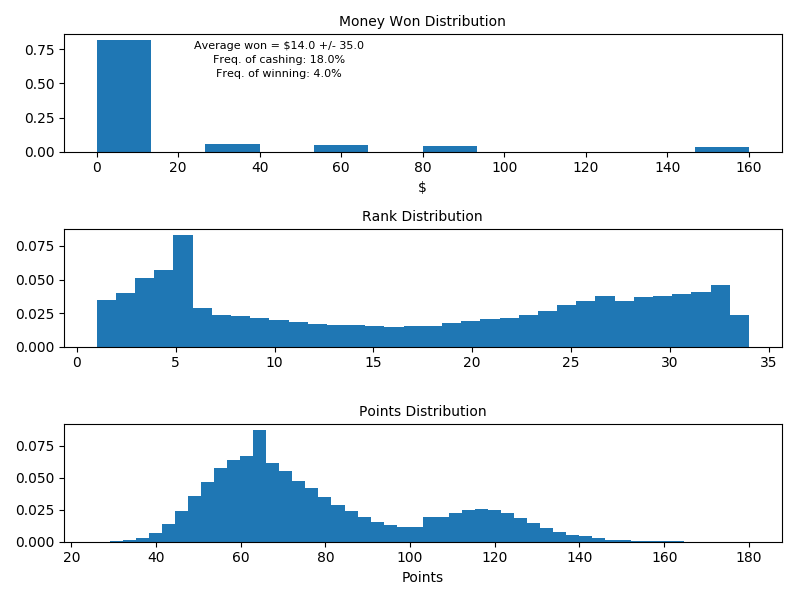 Money Won Distribution
Average won = $14.0 +/- 35.0
Freq. of cashing: 18.0%
Freq. of winning: 4.0%
0.75
0.50
0.25
0.00
0 20 40 60 80 100 120 140 160
$
Rank Distribution
0.075
0.050
0.025
0.000
0 5 10 15 20 25 30 35
Points Distribution
0.075
0.050
0.025
0.000
20 40 60 80 100 120 140 160 180
Points